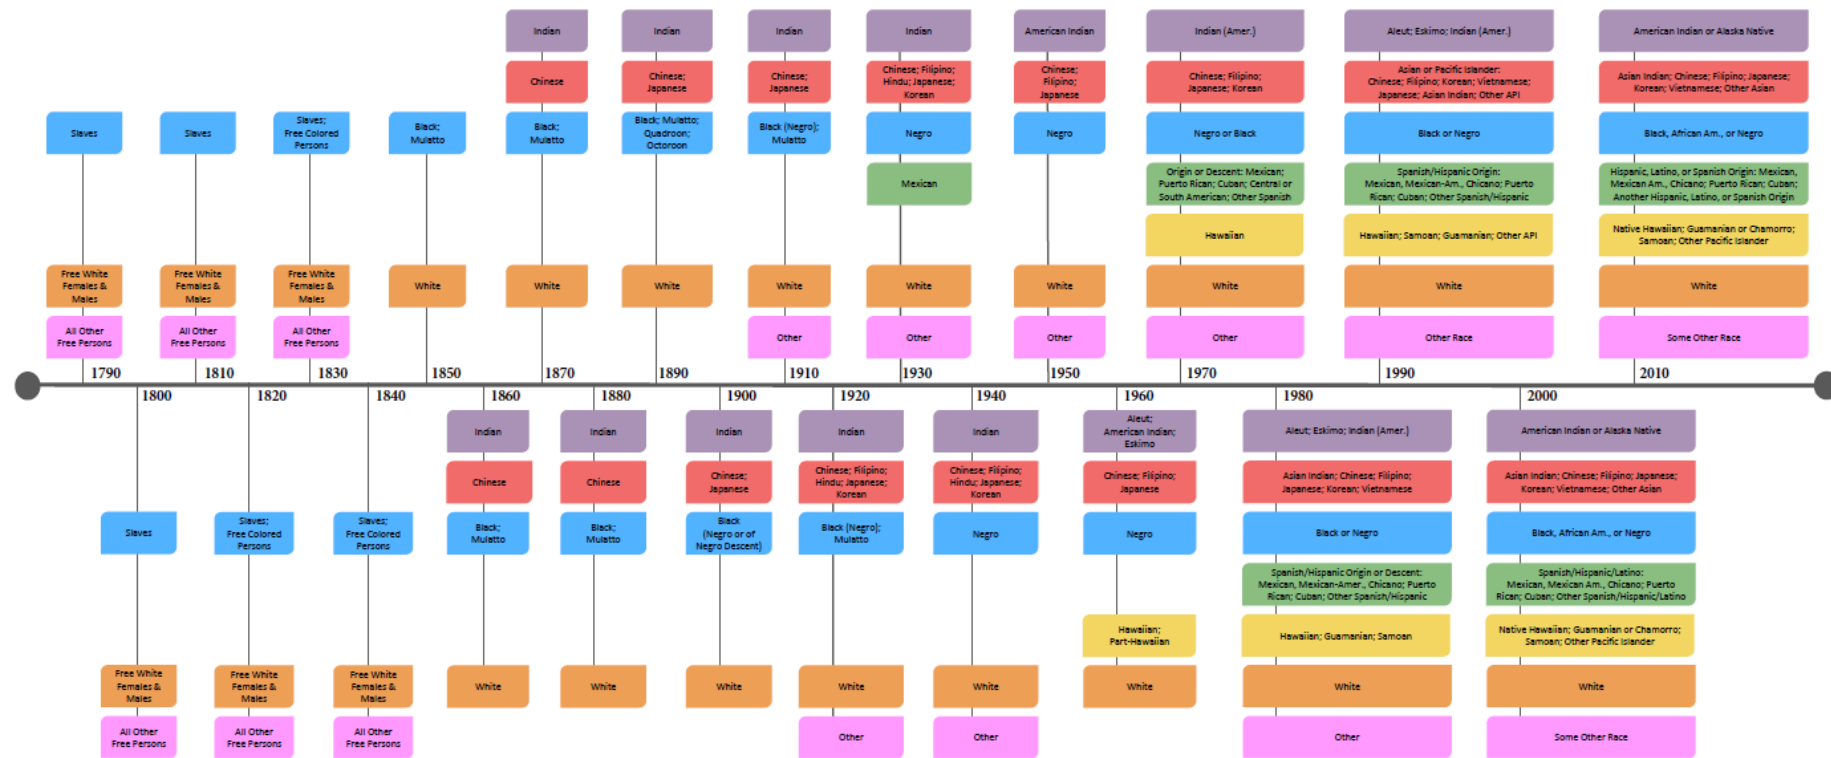 Indian
Indian
Indian
Indian
American Indian
Indian (Amer.)
Aleut; Eskimo; Indian (Amer.)
American Indian or Alaska Native
Chinese
Chinese;
Japanese
Chinese;
Japanese
Chinese; Filipino;
Hindu; Japanese;
Korean
Chinese;
Filipino;
Japanese
Chinese; Filipino;
Japanese; Korean
Asian or Pacific Islander:
Chinese; Filipino; Korean; Vietnamese;
Japanese; Asian Indian; Other API
Asian Indian; Chinese; Filipino; Japanese;
Korean; Vietnamese; Other Asian
Slaves
Slaves
Slaves;
Free Colored
Persons
Black;
Mulatto
Black;
Mulatto
Black; Mulatto;
Quadroon;
Octoroon
Black (Negro);
Mulatto
Negro
Negro
Negro or Black
Black or Negro
Black, African Am., or Negro
Mexican
Origin or Descent: Mexican;
Puerto Rican; Cuban; Central or
South American; Other Spanish
Spanish/Hispanic Origin:
Mexican, Mexican-Am., Chicano; Puerto
Rican; Cuban; Other Spanish/Hispanic
Hispanic, Latino, or Spanish Origin: Mexican,
Mexican Am., Chicano; Puerto Rican; Cuban;
Another Hispanic, Latino, or Spanish Origin
Hawaiian
Hawaiian; Samoan; Guamanian; Other API
Native Hawaiian; Guamanian or Chamorro;
Samoan; Other Pacific Islander
Free White
Females &
Males
Free White
Females &
Males
Free White
Females &
Males
White
White
White
White
White
White
White
White
White
All Other
Free Persons
All Other
Free Persons
All Other
Free Persons
Other
Other
Other
Other
Other Race
Some Other Race
1790
1810
1830
1850
1870
1890
1910
1930
1950
1970
1990
2010
1800
1820
1840
1860
1880
1900
1920
1940
1960
1980
2000
Indian
Indian
Indian
Indian
Indian
Aleut;
American Indian;
Eskimo
Aleut; Eskimo; Indian (Amer.)
American Indian or Alaska Native
Chinese
Chinese
Chinese;
Japanese
Chinese; Filipino;
Hindu; Japanese;
Korean
Chinese; Filipino;
Hindu; Japanese;
Korean
Chinese; Filipino;
Japanese
Asian Indian; Chinese; Filipino;
Japanese; Korean; Vietnamese
Asian Indian; Chinese; Filipino; Japanese;
Korean; Vietnamese; Other Asian
Slaves
Slaves;
Free Colored
Persons
Slaves;
Free Colored
Persons
Black;
Mulatto
Black;
Mulatto
Black
(Negro or of
Negro Descent)
Black (Negro);
Mulatto
Negro
Negro
Black or Negro
Black, African Am., or Negro
Spanish/Hispanic Origin or Descent:
Mexican, Mexican-Amer., Chicano; Puerto
Rican; Cuban; Other Spanish/Hispanic
Spanish/Hispanic/Latino:
Mexican, Mexican Am., Chicano; Puerto
Rican; Cuban; Other Spanish/Hispanic/Latino
Hawaiian;
Part-Hawaiian
Hawaiian; Guamanian; Samoan
Native Hawaiian; Guamanian or Chamorro;
Samoan; Other Pacific Islander
Free White
Females &
Males
Free White
Females &
Males
Free White
Females &
Males
White
White
White
White
White
White
White
White
All Other
Free Persons
All Other
Free Persons
All Other
Free Persons
Other
Other
Other
Some Other Race